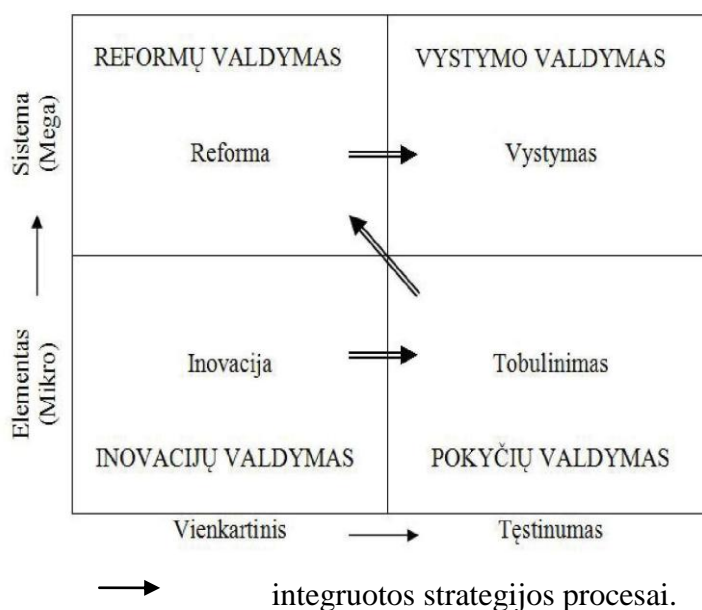 REFORMŲ VALDYMAS
VYSTYMO VALDYMAS
Sistema
(Mega)
Reforma
Vystymas
Elementas
(Mikro)
Inovacija
Tobulinimas
INOVACIJŲ VALDYMAS
POKYČIŲ VALDYMAS
Vienkartinis
Tęstinumas
integruotos strategijos procesai.